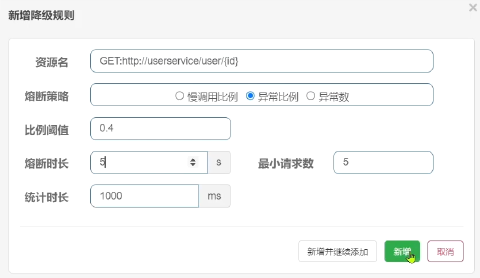 新增降级规则
资源名 GET:http://userservice/user/{id}
熔断策略 慢调用比例 异常比例 异常数
比例阈值 0.4
熔断时长 5 s 最小请求数 5
统计时长 1000 ms
新增并继续添加 新增 取消